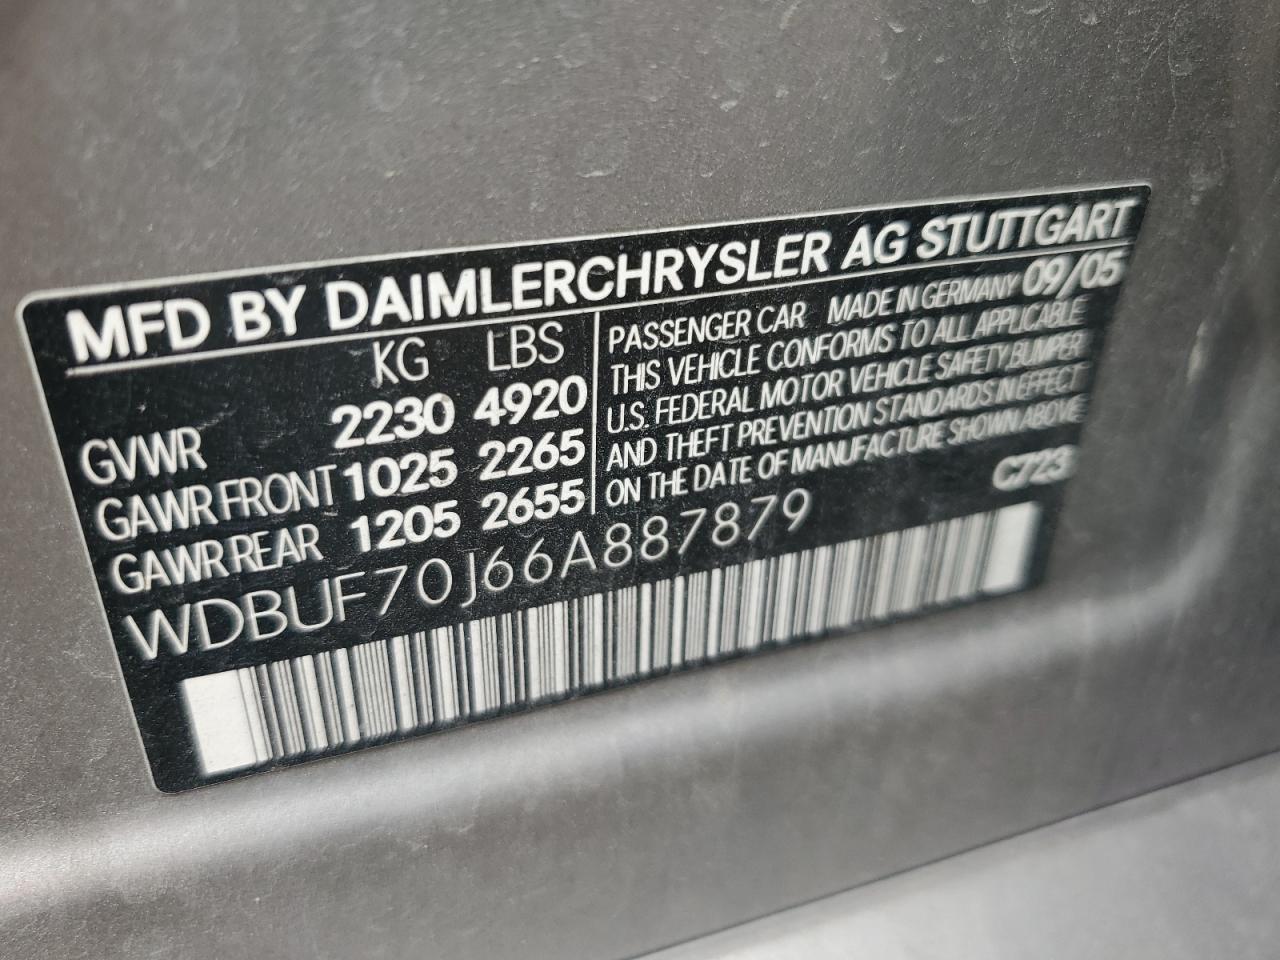 MFD BY DAIMLERCHRYSLER AG STUTTGART
KG LBS
GVWR 2230 4920
GAWR FRONT 1025 2265
GAWR REAR 1205 2655
PASSENGER CAR MADE IN GERMANY 09/05
THIS VEHICLE CONFORMS TO ALL APPLICABLE
U.S. FEDERAL MOTOR VEHICLE SAFETY BUMPER
AND THEFT PREVENTION STANDARDS IN EFFECT
ON THE DATE OF MANUFACTURE SHOWN ABOVE
C723
WDBUF70J66A887879